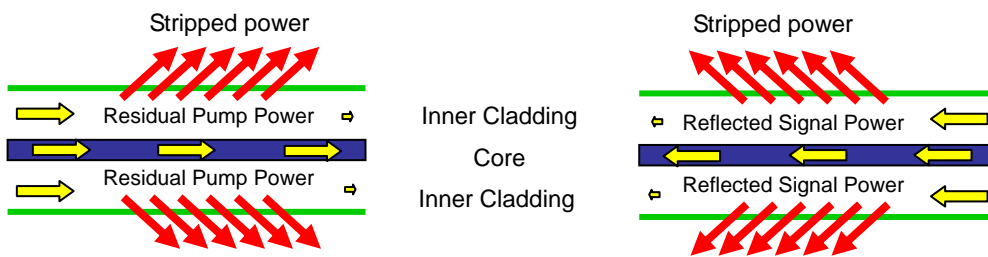 Stripped power
Residual Pump Power
Residual Pump Power
Inner Cladding
Core
Inner Cladding
Stripped power
Reflected Signal Power
Reflected Signal Power